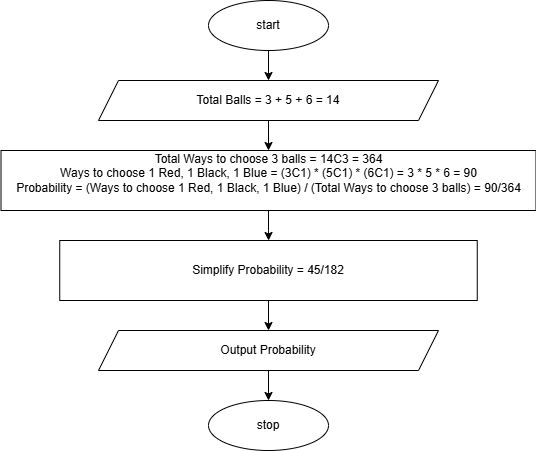 start
Total Balls = 3 + 5 + 6 = 14
Total Ways to choose 3 balls = 14C3 = 364
Ways to choose 1 Red, 1 Black, 1 Blue = (3C1) * (5C1) * (6C1) = 3 * 5 * 6 = 90
Probability = (Ways to choose 1 Red, 1 Black, 1 Blue) / (Total Ways to choose 3 balls) = 90/364
Simplify Probability = 45/182
Output Probability
stop